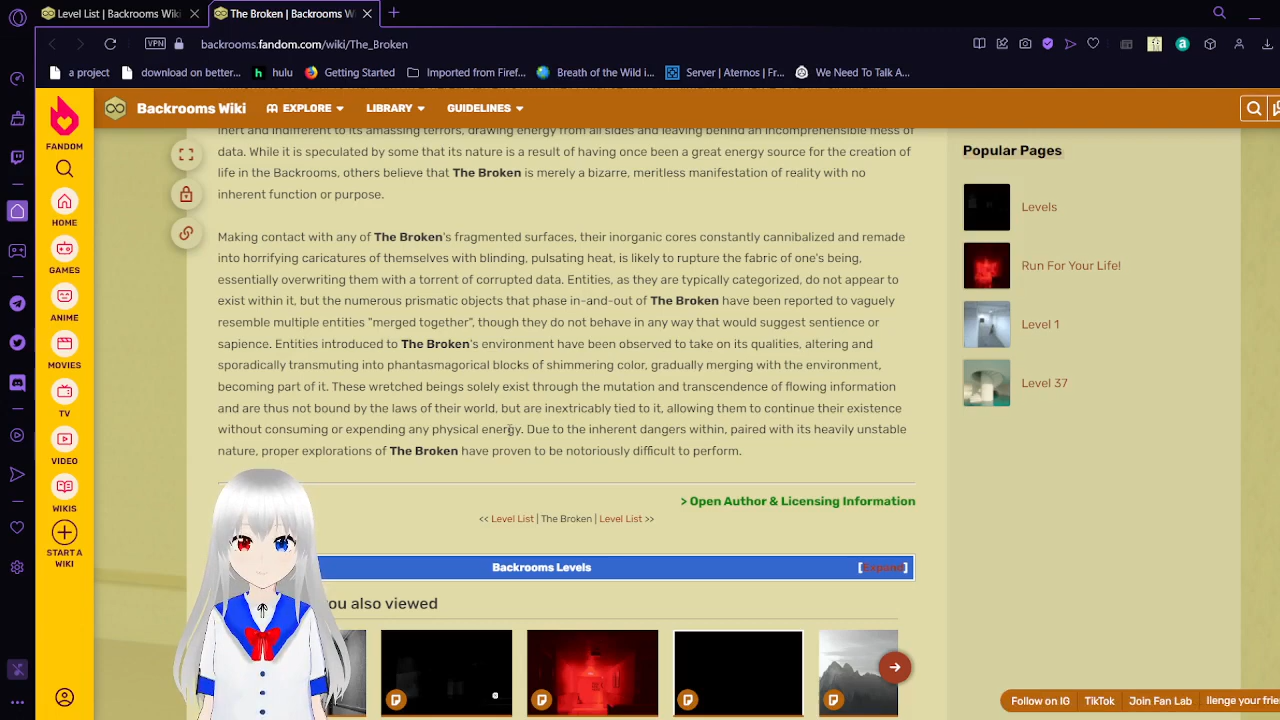 Level List | Backrooms W
The Broken | Backrooms W
VPN
backrooms.fandom.com/wiki/The_Broken
a project
download on better...
hulu
Getting Started
Imported from Firef...
Breath of the Wild i...
Server | Aternos | Fr...
We Need To Talk A...
FANDOM
HOME
GAMES
ANIME
MOVIES
TV
VIDEO
WIKIS
START A
WIKI
Backrooms Wiki
EXPLORE
LIBRARY
GUIDELINES
inert and indifferent to its amassing terrors, drawing energy from all sides and leaving behind an incomprehensible mess of
data. While it is speculated by some that its nature is a result of having once been a great energy source for the creation of
life in the Backrooms, others believe that The Broken is merely a bizarre, meritless manifestation of reality with no
inherent function or purpose.
Making contact with any of The Broken's fragmented surfaces, their inorganic cores constantly cannibalized and remade
into horrifying caricatures of themselves with blinding, pulsating heat, is likely to rupture the fabric of one's being,
essentially overwriting them with a torrent of corrupted data. Entities, as they are typically categorized, do not appear to
exist within it, but the numerous prismatic objects that phase in-and-out of The Broken have been reported to vaguely
resemble multiple entities "merged together", though they do not behave in any way that would suggest sentience or
sapience. Entities introduced to The Broken's environment have been observed to take on its qualities, altering and
sporadically transmuting into phantasmagorical blocks of shimmering color, gradually merging with the environment,
becoming part of it. These wretched beings solely exist through the mutation and transcendence of flowing information
and are thus not bound by the laws of their world, but are inextricably tied to it, allowing them to continue their existence
without consuming or expending any physical energy. Due to the inherent dangers within, paired with its heavily unstable
nature, proper explorations of The Broken have proven to be notoriously difficult to perform.
> Open Author & Licensing Information
<< Level List | The Broken | Level List >>
Backrooms Levels
[Expand]
you also viewed
Popular Pages
Levels
Run For Your Life!
Level 1
Level 37
Follow on IG
TikTok
Join Fan Lab
llenge your frie